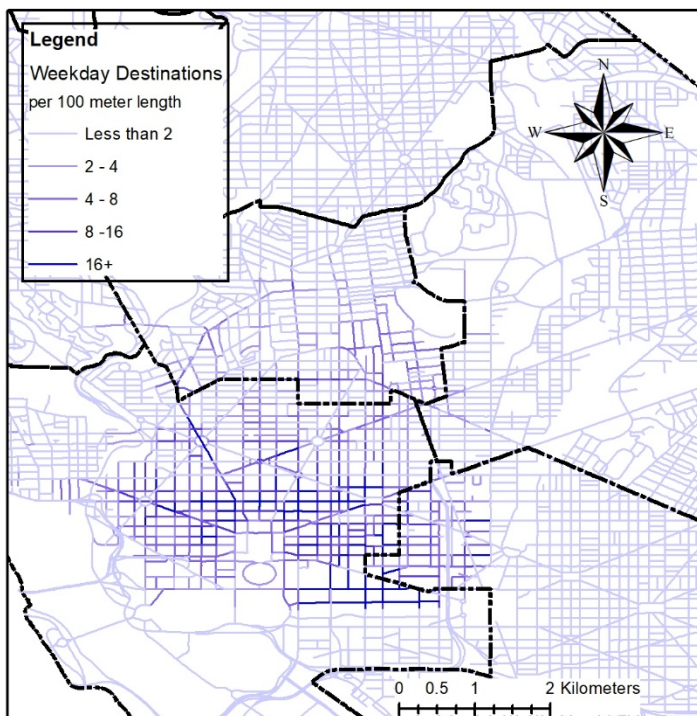 Legend
Weekday Destinations
per 100 meter length
Less than 2
2 - 4
4 - 8
8 -16
16+
N
W
E
S
0 0.5 1 2 Kilometers